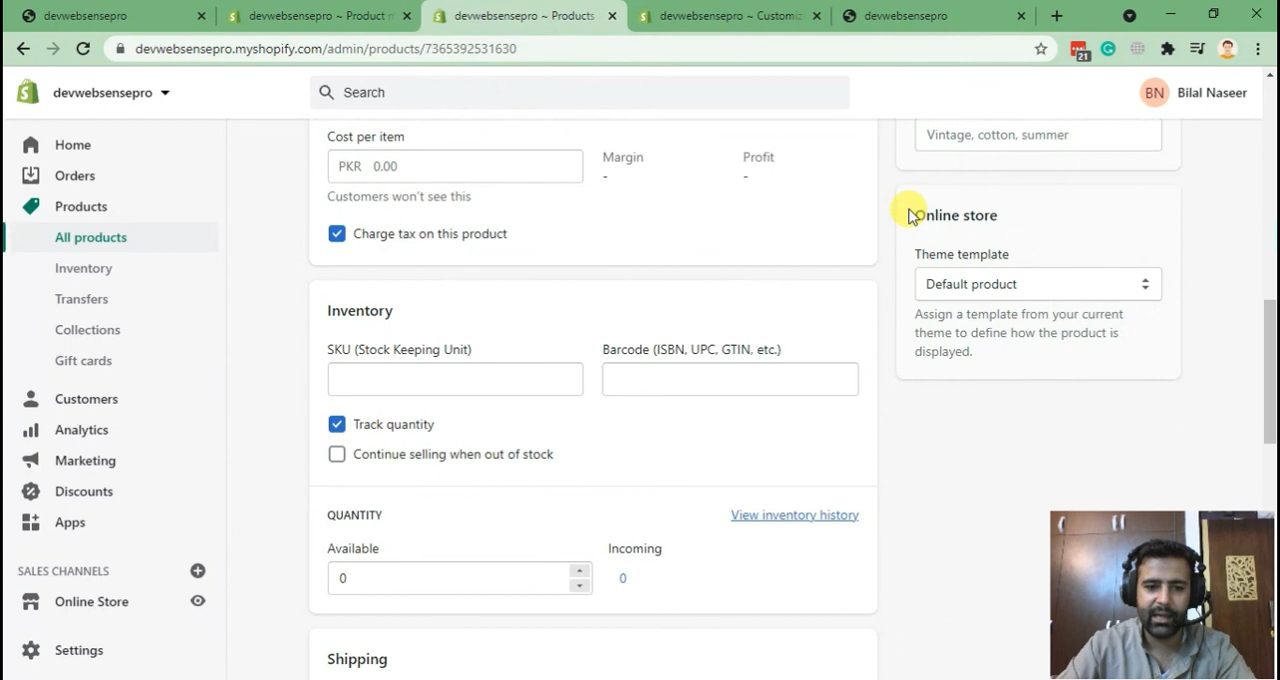 devwebsensepro
devwebsensepro ~ Product m
devwebsensepro ~ Products
devwebsensepro ~ Customiz
devwebsensepro
devwebsensepro.myshopify.com/admin/products/7365392531630
21
devwebsensepro
Search
BN
Bilal Naseer
Home
Orders
Products
All products
Inventory
Transfers
Collections
Gift cards
Customers
Analytics
Marketing
Discounts
Apps
SALES CHANNELS
Online Store
Settings
Cost per item
PKR 0.00
Margin
-
Profit
-
Customers won't see this
Charge tax on this product
Inventory
SKU (Stock Keeping Unit)
Barcode (ISBN, UPC, GTIN, etc.)
Track quantity
Continue selling when out of stock
QUANTITY
View inventory history
Available
Incoming
0
0
Shipping
Vintage, cotton, summer
Online store
Theme template
Default product
Assign a template from your current
theme to define how the product is
displayed.